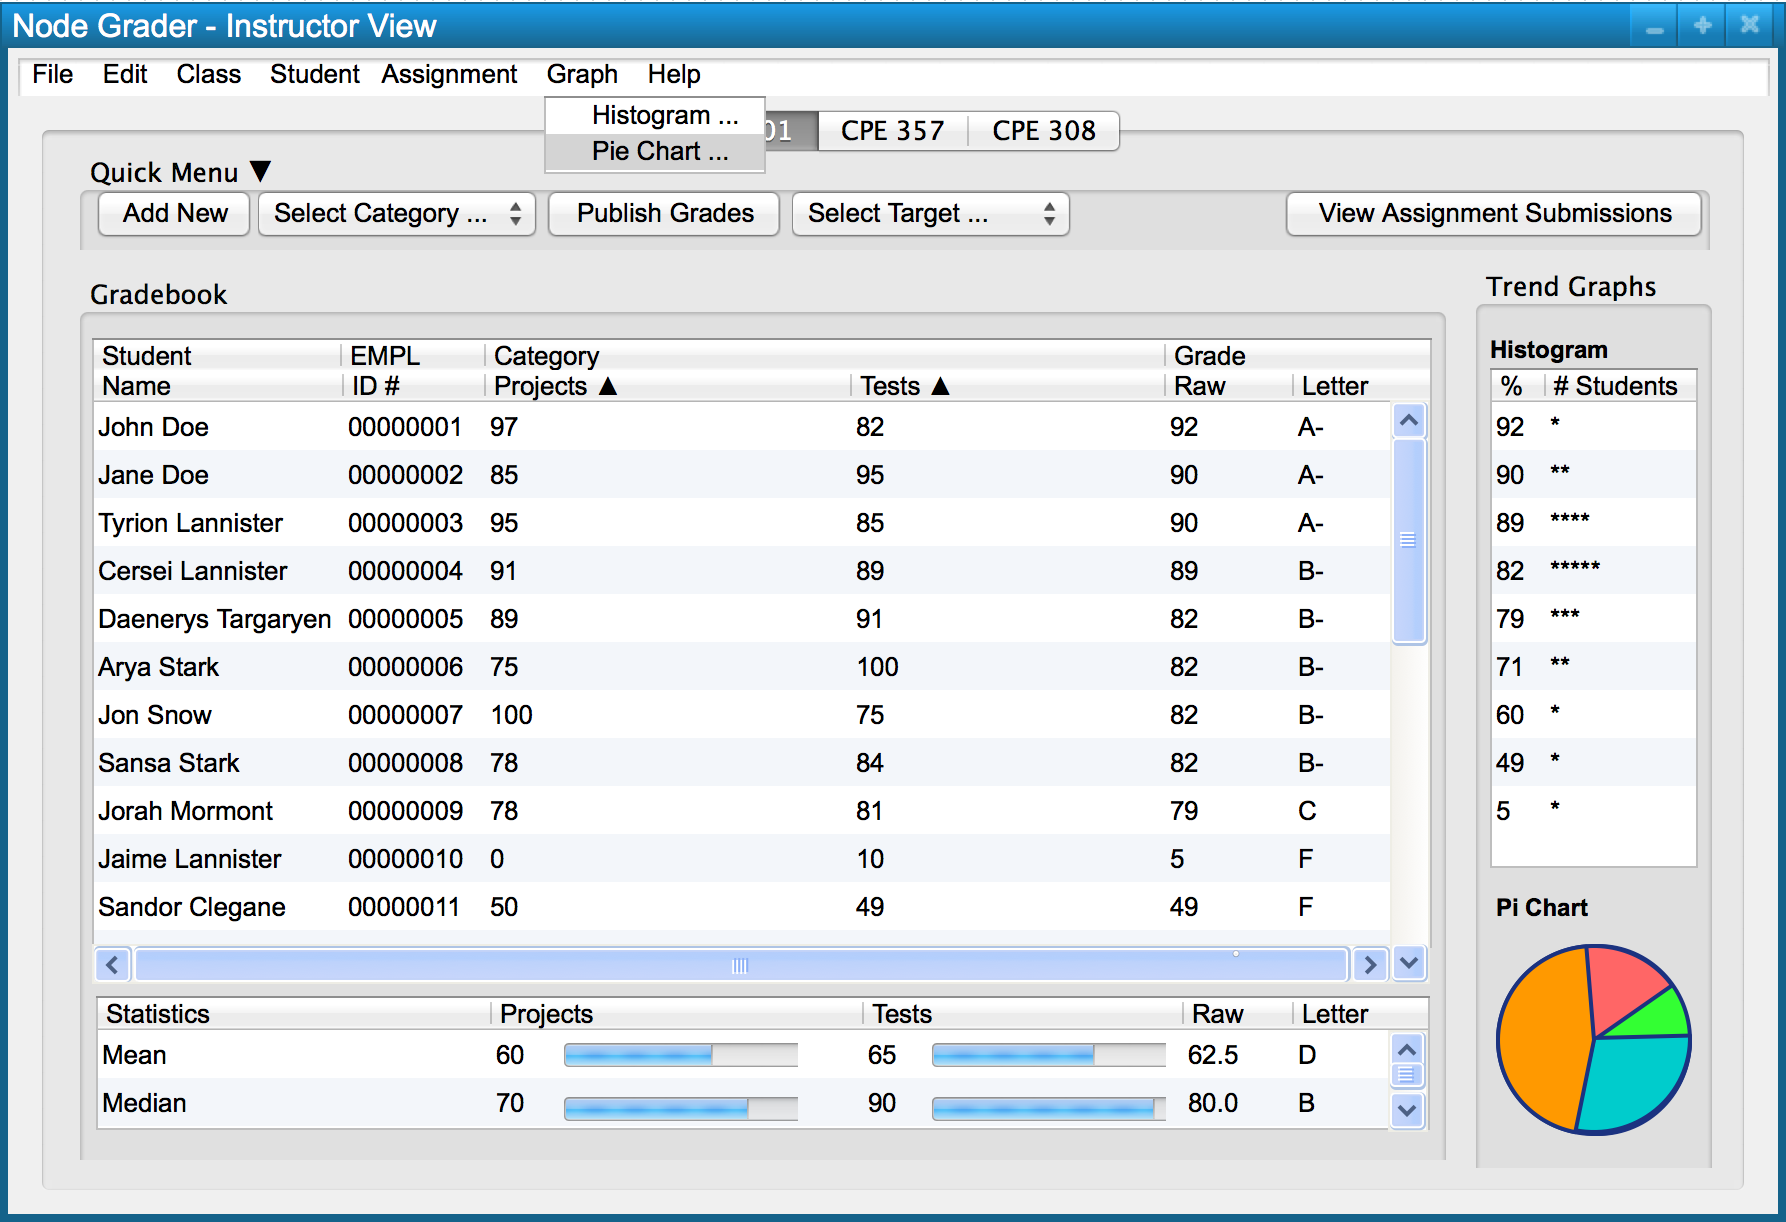 Node Grader - Instructor View
File Edit Class Student Assignment Graph Help
Histogram ...
Pie Chart ...
01 CPE 357 CPE 308
Quick Menu ▼
Add New Select Category ... Publish Grades Select Target ... View Assignment Submissions
Gradebook
Student EMPL Category Grade
Name ID # Projects ▲ Tests ▲ Raw Letter
John Doe 00000001 97 82 92 A-
Jane Doe 00000002 85 95 90 A-
Tyrion Lannister 00000003 95 85 90 A-
Cersei Lannister 00000004 91 89 89 B-
Daenerys Targaryen 00000005 89 91 82 B-
Arya Stark 00000006 75 100 82 B-
Jon Snow 00000007 100 75 82 B-
Sansa Stark 00000008 78 84 82 B-
Jorah Mormont 00000009 78 81 79 C
Jaime Lannister 00000010 0 10 5 F
Sandor Clegane 00000011 50 49 49 F
Statistics Projects Tests Raw Letter
Mean 60 65 62.5 D
Median 70 90 80.0 B
Trend Graphs
Histogram
% # Students
92 *
90 **
89 ****
82 *****
79 ***
71 **
60 *
49 *
5 *
Pi Chart